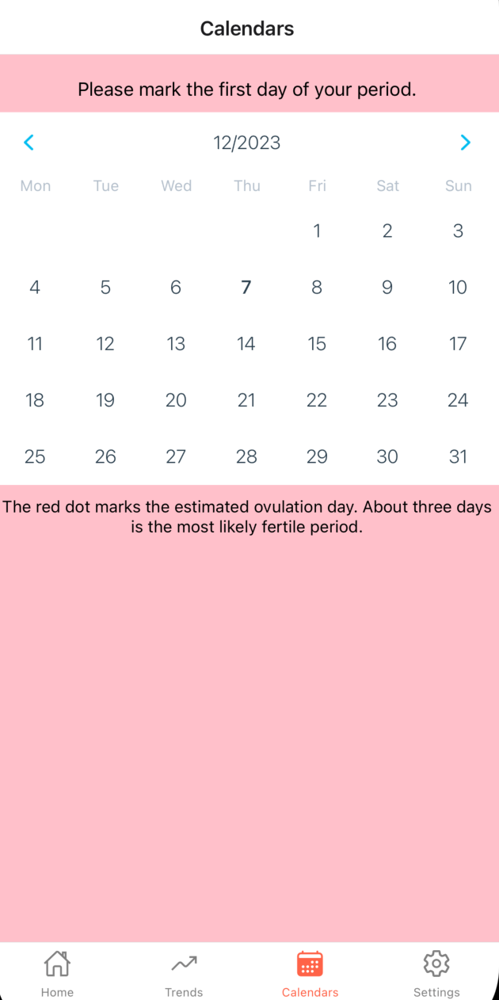 Calendars
Please mark the first day of your period.
12/2023
Mon Tue Wed Thu Fri Sat Sun
1 2 3
4 5 6 7 8 9 10
11 12 13 14 15 16 17
18 19 20 21 22 23 24
25 26 27 28 29 30 31
The red dot marks the estimated ovulation day. About three days
is the most likely fertile period.
Home Trends Calendars Settings